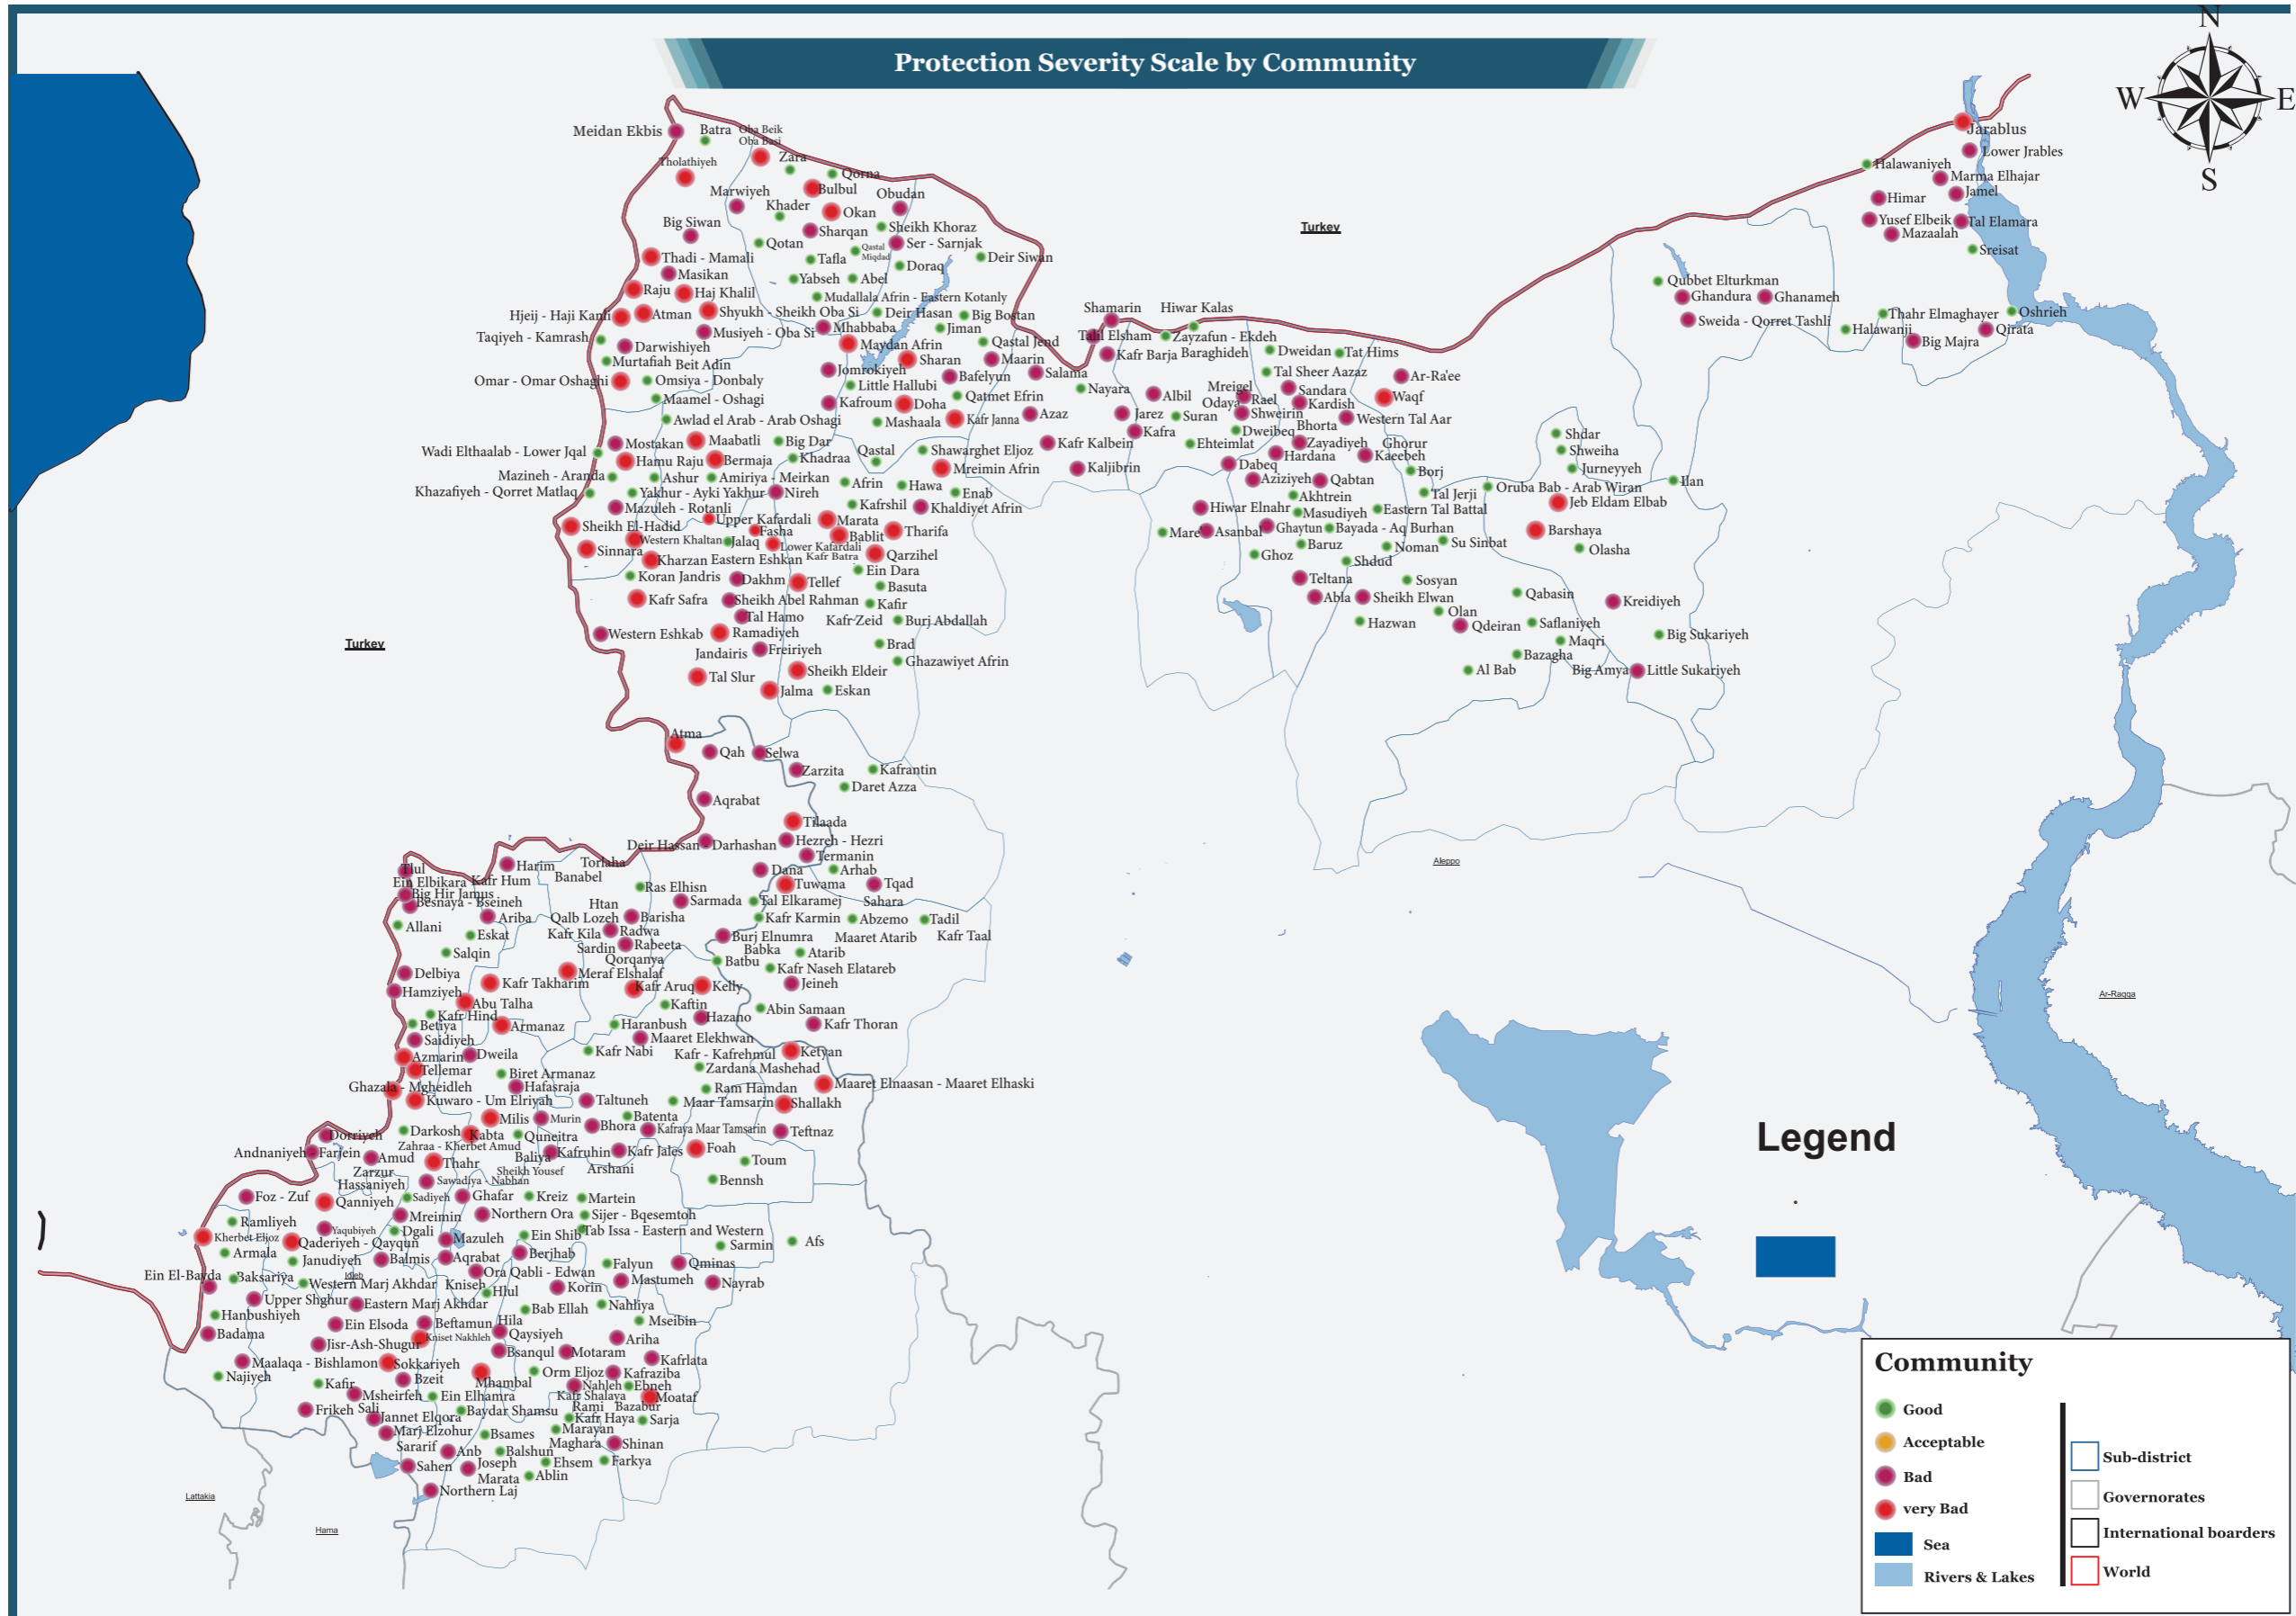 Protection Severity Scale by Community
N
W
E
S
Meidan Ekbis
Batra
Oba Beik
Oba Basi
Tholathiyeh
Zara
Qorna
Marwiyeh
Bulbul
Obudan
Khader
Okan
Big Siwan
Sharqan
Sheikh Khoraz
Qotan
Qastal
Miqdad
Ser - Sarnjak
Thadi - Mamali
Tafla
Doraq
Deir Siwan
Masikan
Yabseh
Abel
Raju
Haj Khalil
Mudallala Afrin - Eastern Kotanly
Hjeij - Haji Kanli
Atman
Shyukh - Sheikh Oba Si
Deir Hasan
Big Bostan
Taqiyeh - Kamrash
Musiyeh - Oba Si
Mhabbaba
Jiman
Darwishiyeh
Maydan Afrin
Qastal Jend
Murtafiah
Beit Adin
Sharan
Maarin
Omar - Omar Oshaghi
Omsiya - Donbaly
Jomrokiyeh
Bafelyun
Salama
Maamel - Oshagi
Little Hallubi
Qatmet Efrin
Kafroum
Doha
Awlad el Arab - Arab Oshagi
Mashaala
Kafr Janna
Azaz
Mostakan
Maabatli
Big Dar
Wadi Elthaalab - Lower Jqal
Hamu Raju
Bermaja
Khadraa
Qastal
Shawarghet Eljoz
Kafr Kalbein
Mazineh - Aranda
Ashur
Amiriya - Meirkan
Mreimin Afrin
Kaljibrin
Khazafiyeh - Qorret Matlaq
Yakhur - Ayki Yakhur
Nireh
Afrin
Hawa
Enab
Mazuleh - Rotanli
Kafrshil
Khaldiyet Afrin
Sheikh El-Hadid
Upper Kafardali
Marata
Fasha
Tharifa
Western Khaltan
Jalaq
Bablit
Sinnara
Lower Kafardali
Kharzan
Eastern Eshkan
Kafr Batra
Qarzihel
Koran Jandris
Dakhm
Tellef
Ein Dara
Basuta
Kafr Safra
Sheikh Abel Rahman
Kafir
Tal Hamo
Kafr Zeid
Burj Abdallah
Western Eshkab
Ramadiyeh
Jandairis
Freiriyeh
Brad
Ghazawiyet Afrin
Tal Slur
Sheikh Eldeir
Jalma
Eskan
Turkey
Turkey
Shamarin
Hiwar Kalas
Talil Elsham
Zayzafun - Ekdeh
Kafr Barja
Baraghideh
Dweidan
Tat Hims
Tal Sheer Aazaz
Nayara
Albil
Mreigel
Sandara
Ar-Ra'ee
Odaya
Rael
Kardish
Waqf
Jarez
Suran
Shweirin
Western Tal Aar
Kafra
Dweibeq
Bhorta
Ehteimlat
Zayadiyeh
Ghorur
Hardana
Kaeebeh
Dabeq
Borj
Aziziyeh
Qabtan
Akhtrein
Tal Jerji
Hiwar Elnahr
Masudiyeh
Eastern Tal Battal
Mare
Asanbal
Ghaytun
Bayada - Aq Burhan
Baruz
Noman
Su Sinbat
Ghoz
Shdud
Teltana
Sosyan
Abla
Sheikh Elwan
Hazwan
Olan
Qdeiran
Shdar
Shweiha
Jurneyyeh
Oruba Bab - Arab Wiran
Ilan
Jeb Eldam Elbab
Barshaya
Olasha
Qabasin
Kreidiyeh
Saflaniyeh
Maqri
Big Sukariyeh
Bazagha
Al Bab
Big Amya
Little Sukariyeh
Jarablus
Lower Jrables
Halawaniyeh
Marma Elhajar
Himar
Jamel
Yusef Elbeik
Tal Elamara
Mazaalah
Sreisat
Qubbet Elturkman
Ghandura
Ghanameh
Sweida - Qorret Tashli
Thahr Elmaghayer
Oshrieh
Halawanji
Qirata
Big Majra
Atma
Qah
Selwa
Zarzita
Kafrantin
Daret Azza
Aqrabat
Tilaada
Deir Hassan - Darhashan
Hezreh - Hezri
Termanin
Tlul
Harim
Torlaha
Dana
Arhab
Ein Elbikara
Kafr Hum
Banabel
Ras Elhisn
Tuwama
Tqad
Big Hir Jamus
Besnaya - Bseineh
Htan
Sarmada
Tal Elkaramej
Sahara
Allani
Ariba
Qalb Lozeh
Barisha
Kafr Karmin
Abzemo
Tadil
Eskat
Kafr Kila
Radwa
Burj Elnumra
Maaret Atarib
Kafr Taal
Salqin
Sardin
Rabeeta
Babka
Atarib
Qorqanya
Batbu
Kafr Naseh Elatareb
Delbiya
Kafr Takharim
Meraf Elshalaf
Jeineh
Hamziyeh
Kafr Aruq
Kelly
Abu Talha
Kaftin
Abin Samaan
Kafr Hind
Hazano
Betiya
Armanaz
Haranbush
Kafr Thoran
Saidiyeh
Maaret Elekhwan
Azmarin
Dweila
Kafr Nabi
Kafr - Kafrehmul
Ketyan
Tellemar
Biret Armanaz
Zardana Mashehad
Ghazala - Mgheidleh
Hafasraja
Ram Hamdan
Maaret Elnaasan - Maaret Elhaski
Kuwaro - Um Elriyah
Taltuneh
Maar Tamsarin
Shallakh
Milis
Murin
Batenta
Dorriyeh
Darkosh
Kabta
Quneitra
Bhora
Kafraya Maar Tamsarin
Teftnaz
Andnaniyeh - Farjein
Zahraa - Kherbet Amud
Amud
Baliya
Kafruhin
Kafr Jales
Foah
Thahr
Zarzur
Sheikh Yousef
Arshani
Toum
Hassaniyeh
Sawadiya - Nabhan
Bennsh
Foz - Zuf
Qanniyeh
Sadiyeh
Ghafar
Kreiz
Martein
Ramliyeh
Mreimin
Northern Ora
Sijer - Bqesemtoh
Kherbet Eljoz
Yaqubiyeh
Dgali
Tab Issa - Eastern and Western
Qaderiyeh - Qayqun
Mazuleh
Ein Shib
Sarmin
Afs
Armala
Berjhab
Janudiyeh
Balmis
Aqrabat
Falyun
Qminas
Ein El-Bayda
Baksariya
Idleb
Ora Qabli - Edwan
Mastumeh
Nayrab
Western Marj Akhdar
Kniseh
Korin
Upper Shghur
Eastern Marj Akhdar
Hlul
Bab Ellah
Nahliya
Hanbushiyeh
Hila
Mseibin
Ein Elsoda
Beftamun
Badama
Qaysiyeh
Ariha
Jisr-Ash-Shugur
Kniset Nakhleh
Bsanqul
Motaram
Kafrlata
Maalaqa - Bishlamon
Sokkariyeh
Orm Eljoz
Kafraziba
Najiyeh
Kafir
Bzeit
Mhambal
Nahleh
Ebneh
Msheirfeh
Ein Elhamra
Kafr Shalaya
Moataf
Frikeh
Sali
Baydar Shamsu
Rami
Bazabur
Jannet Elqora
Kafr Haya
Sarja
Marj Elzohur
Bsames
Marayan
Sararif
Anb
Balshun
Maghara
Shinan
Sahen
Joseph
Ehsem
Farkya
Marata
Ablin
Northern Laj
Aleppo
Ar-Raqqa
Lattakia
Hama
Legend
Community
Good
Acceptable
Bad
very Bad
Sea
Rivers & Lakes
Sub-district
Governorates
International boarders
World